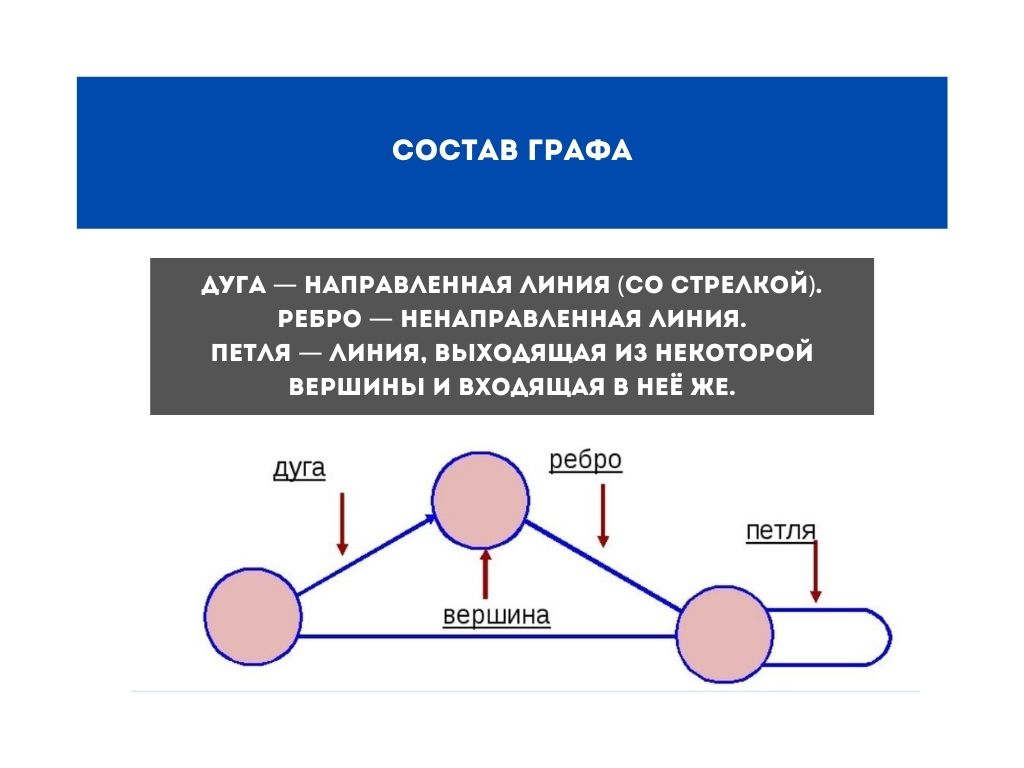 СОСТАВ ГРАФА
ДУГА — НАПРАВЛЕННАЯ ЛИНИЯ (СО СТРЕЛКОЙ).
РЕБРО — НЕНАПРАВЛЕННАЯ ЛИНИЯ.
ПЕТЛЯ — ЛИНИЯ, ВЫХОДЯЩАЯ ИЗ НЕКОТОРОЙ
ВЕРШИНЫ И ВХОДЯЩАЯ В НЕЁ ЖЕ.
дуга
ребро
петля
вершина